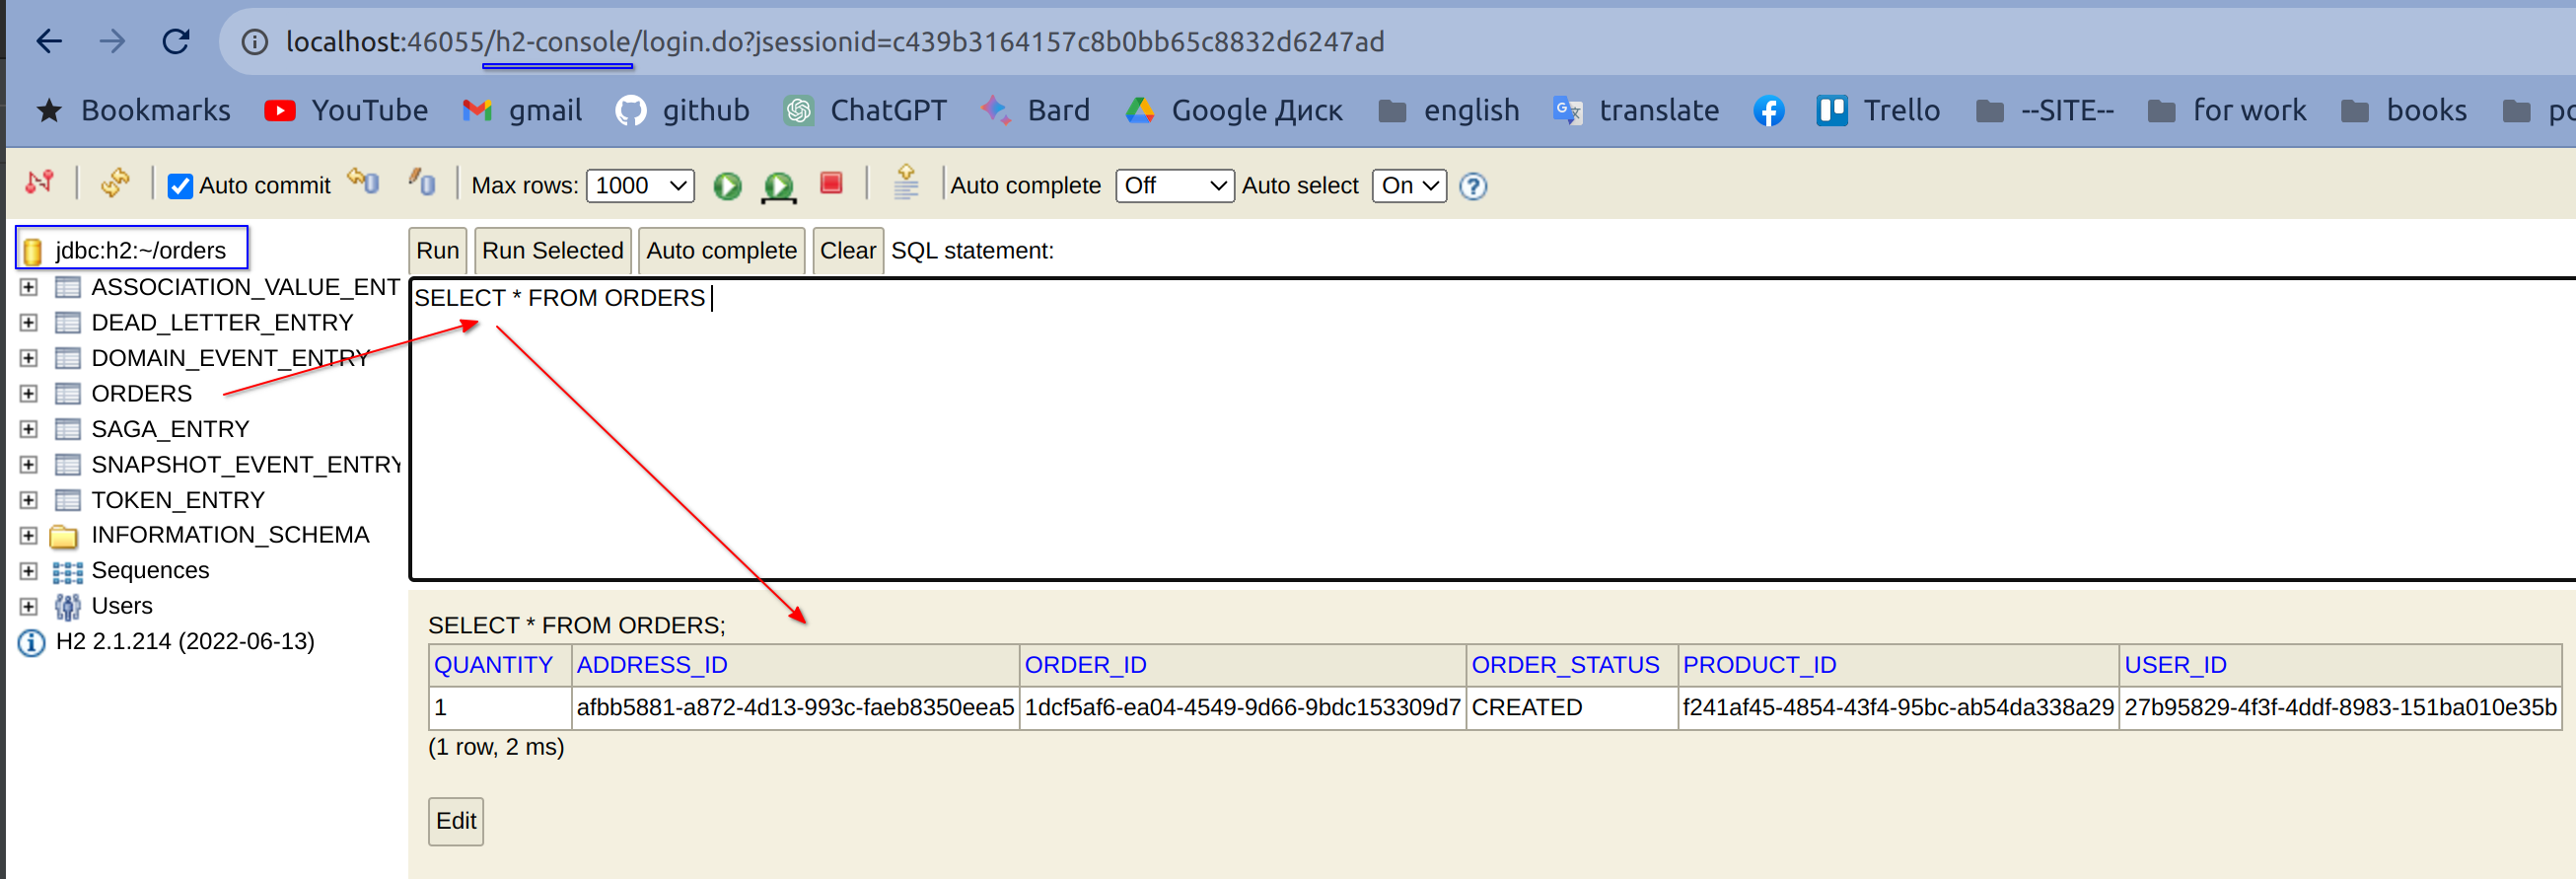 localhost:46055/h2-console/login.do?jsessionid=c439b3164157c8b0bb65c8832d6247ad
Bookmarks YouTube gmail github ChatGPT Bard Google Диск english translate Trello --SITE-- for work books
Auto commit Max rows: 1000 Auto complete Off Auto select On
jdbc:h2:~/orders
ASSOCIATION_VALUE_ENT
DEAD_LETTER_ENTRY
DOMAIN_EVENT_ENTRY
ORDERS
SAGA_ENTRY
SNAPSHOT_EVENT_ENTRY
TOKEN_ENTRY
INFORMATION_SCHEMA
Sequences
Users
H2 2.1.214 (2022-06-13)
Run Run Selected Auto complete Clear SQL statement:
SELECT * FROM ORDERS
SELECT * FROM ORDERS;
QUANTITY ADDRESS_ID ORDER_ID ORDER_STATUS PRODUCT_ID USER_ID
1 afbb5881-a872-4d13-993c-faeb8350eea5 1dcf5af6-ea04-4549-9d66-9bdc153309d7 CREATED f241af45-4854-43f4-95bc-ab54da338a29 27b95829-4f3f-4ddf-8983-151ba010e35b
(1 row, 2 ms)
Edit